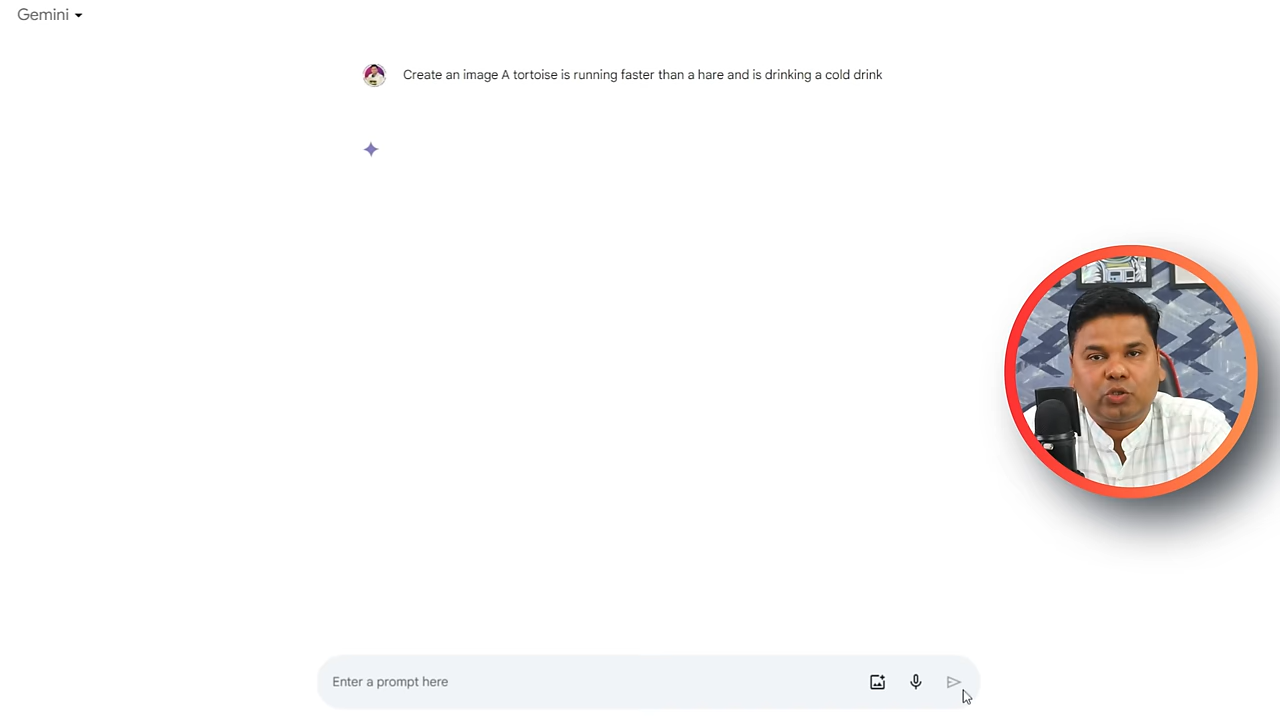 Gemini
Create an image A tortoise is running faster than a hare and is drinking a cold drink
Enter a prompt here